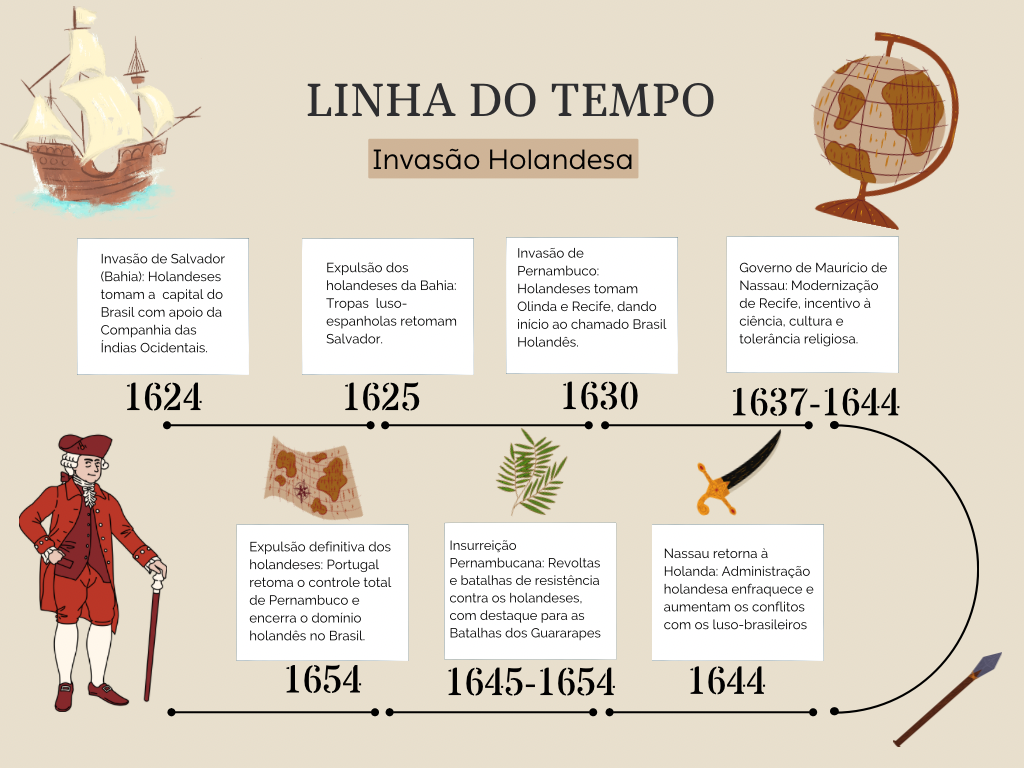 LINHA DO TEMPO
Invasão Holandesa
Invasão de Salvador
(Bahia): Holandeses
tomam a capital do
Brasil com apoio da
Companhia das
Índias Ocidentais.
1624
Expulsão dos
holandeses da Bahia:
Tropas luso-
espanholas retomam
Salvador.
1625
Invasão de
Pernambuco:
Holandeses tomam
Olinda e Recife, dando
início ao chamado Brasil
Holandês.
1630
Governo de Maurício de
Nassau: Modernização
de Recife, incentivo à
ciência, cultura e
tolerância religiosa.
1637-1644
Nassau retorna à
Holanda: Administração
holandesa enfraquece e
aumentam os conflitos
com os luso-brasileiros
1644
Insurreição
Pernambucana: Revoltas
e batalhas de resistência
contra os holandeses,
com destaque para as
Batalhas dos Guararapes
1645-1654
Expulsão definitiva dos
holandeses: Portugal
retoma o controle total
de Pernambuco e
encerra o domínio
holandês no Brasil.
1654